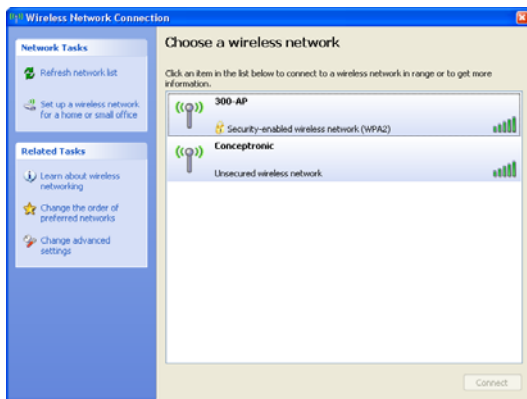 Wireless Network Connection
Network Tasks
Refresh network list
Set up a wireless network
for a home or small office
Related Tasks
Learn about wireless
networking
Change the order of
preferred networks
Change advanced
settings
Choose a wireless network
Click an item in the list below to connect to a wireless network in range or to get more
information.
300-AP
Security-enabled wireless network (WPA2)
Conceptronic
Unsecured wireless network
Connect